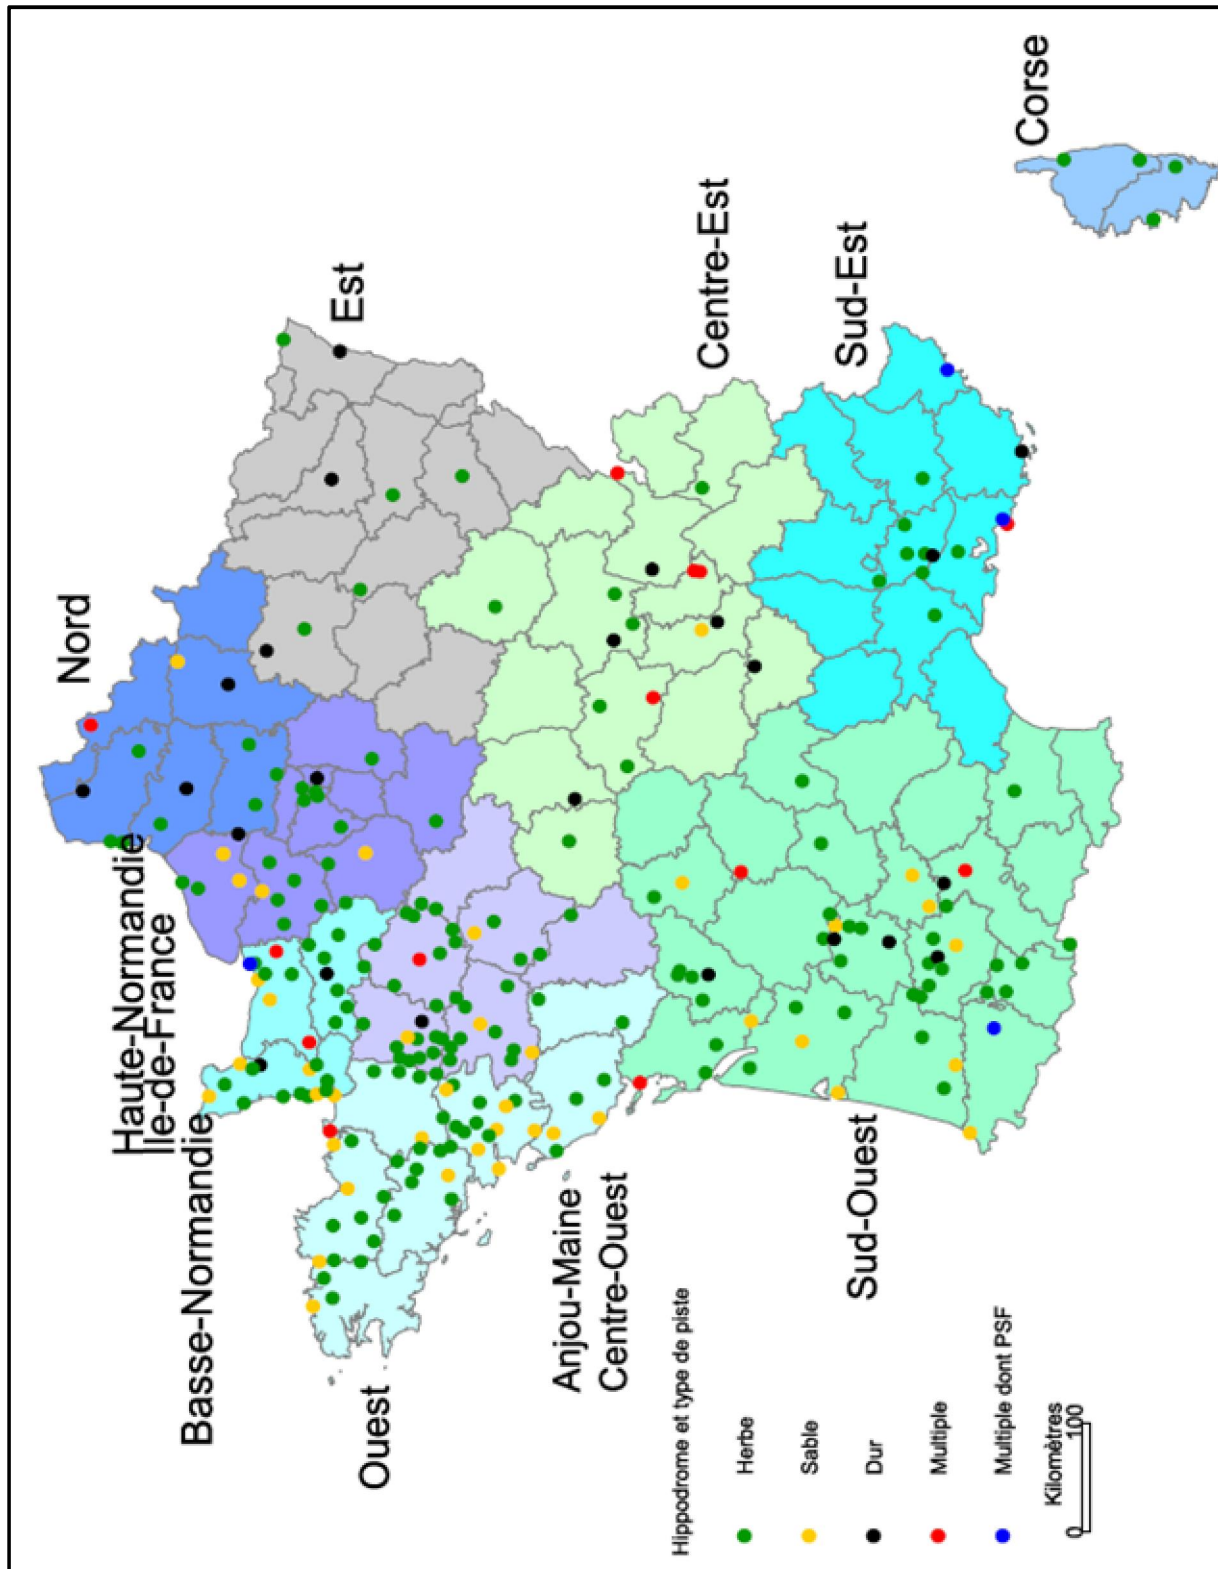 Nord
Haute-Normandie
Ile-de-France
Basse-Normandie
Est
Ouest
Anjou-Maine
Centre-Ouest
Centre-Est
Sud-Ouest
Sud-Est
Corse
Hippodrome et type de piste
Herbe
Sable
Dur
Multiple
Multiple dont PSF
Kilomètres
0 100